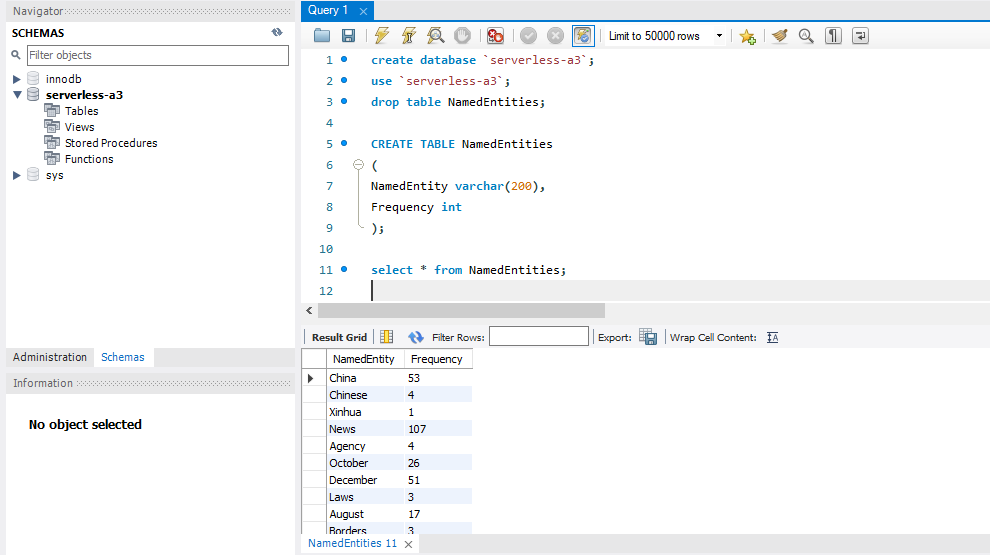 Navigator
SCHEMAS
Filter objects
innodb
serverless-a3
Tables
Views
Stored Procedures
Functions
sys
Administration Schemas
Information
No object selected
Query 1
Limit to 50000 rows
1 create database `serverless-a3`;
2 use `serverless-a3`;
3 drop table NamedEntities;
4
5 CREATE TABLE NamedEntities
6 (
7 NamedEntity varchar(200),
8 Frequency int
9 );
10
11 select * from NamedEntities;
12
Result Grid Filter Rows: Export: Wrap Cell Content:
NamedEntity Frequency
China 53
Chinese 4
Xinhua 1
News 107
Agency 4
October 26
December 51
Laws 3
August 17
Borders 3
NamedEntities 11